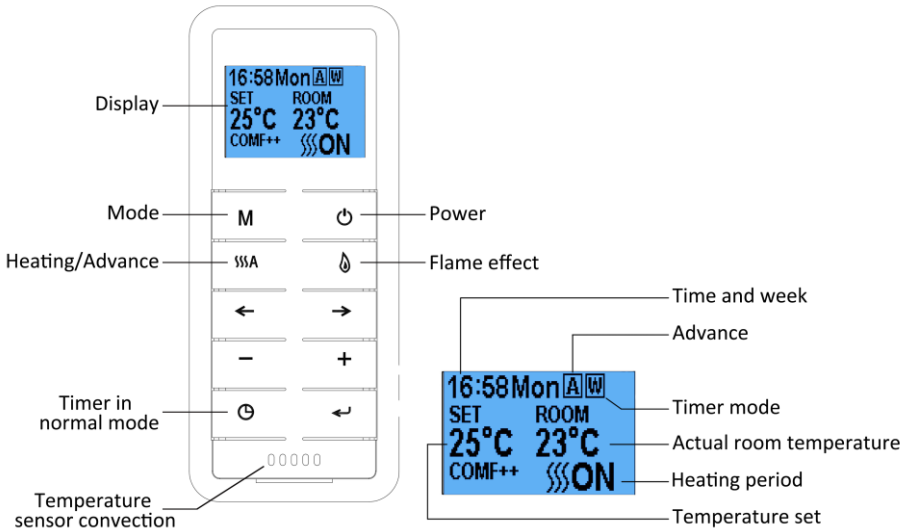 16:58Mon A W
SET ROOM
25°C 23°C
COMF++ ON
Display
Mode
M
Power
Heating/Advance
A
Flame effect
← →
− +
Timer in
normal mode
Temperature
sensor convection
Time and week
Advance
16:58Mon A W
Timer mode
SET ROOM
25°C 23°C
Actual room temperature
COMF++ ON
Heating period
Temperature set